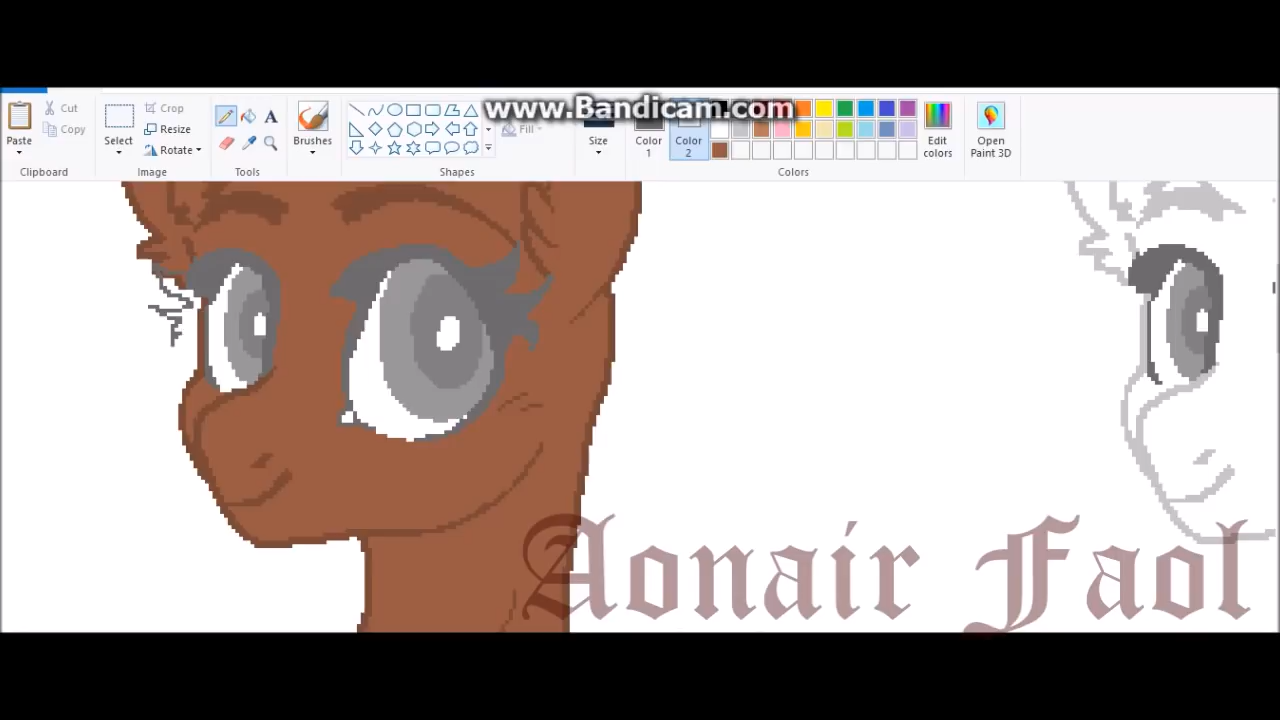 www.Bandicam.com
Cut
Crop
Copy
Resize
Fill
Paste
Select
Rotate
Brushes
Size
Color 1
Color 2
Edit colors
Open Paint 3D
Clipboard
Image
Tools
Shapes
Colors
Aonair Faol